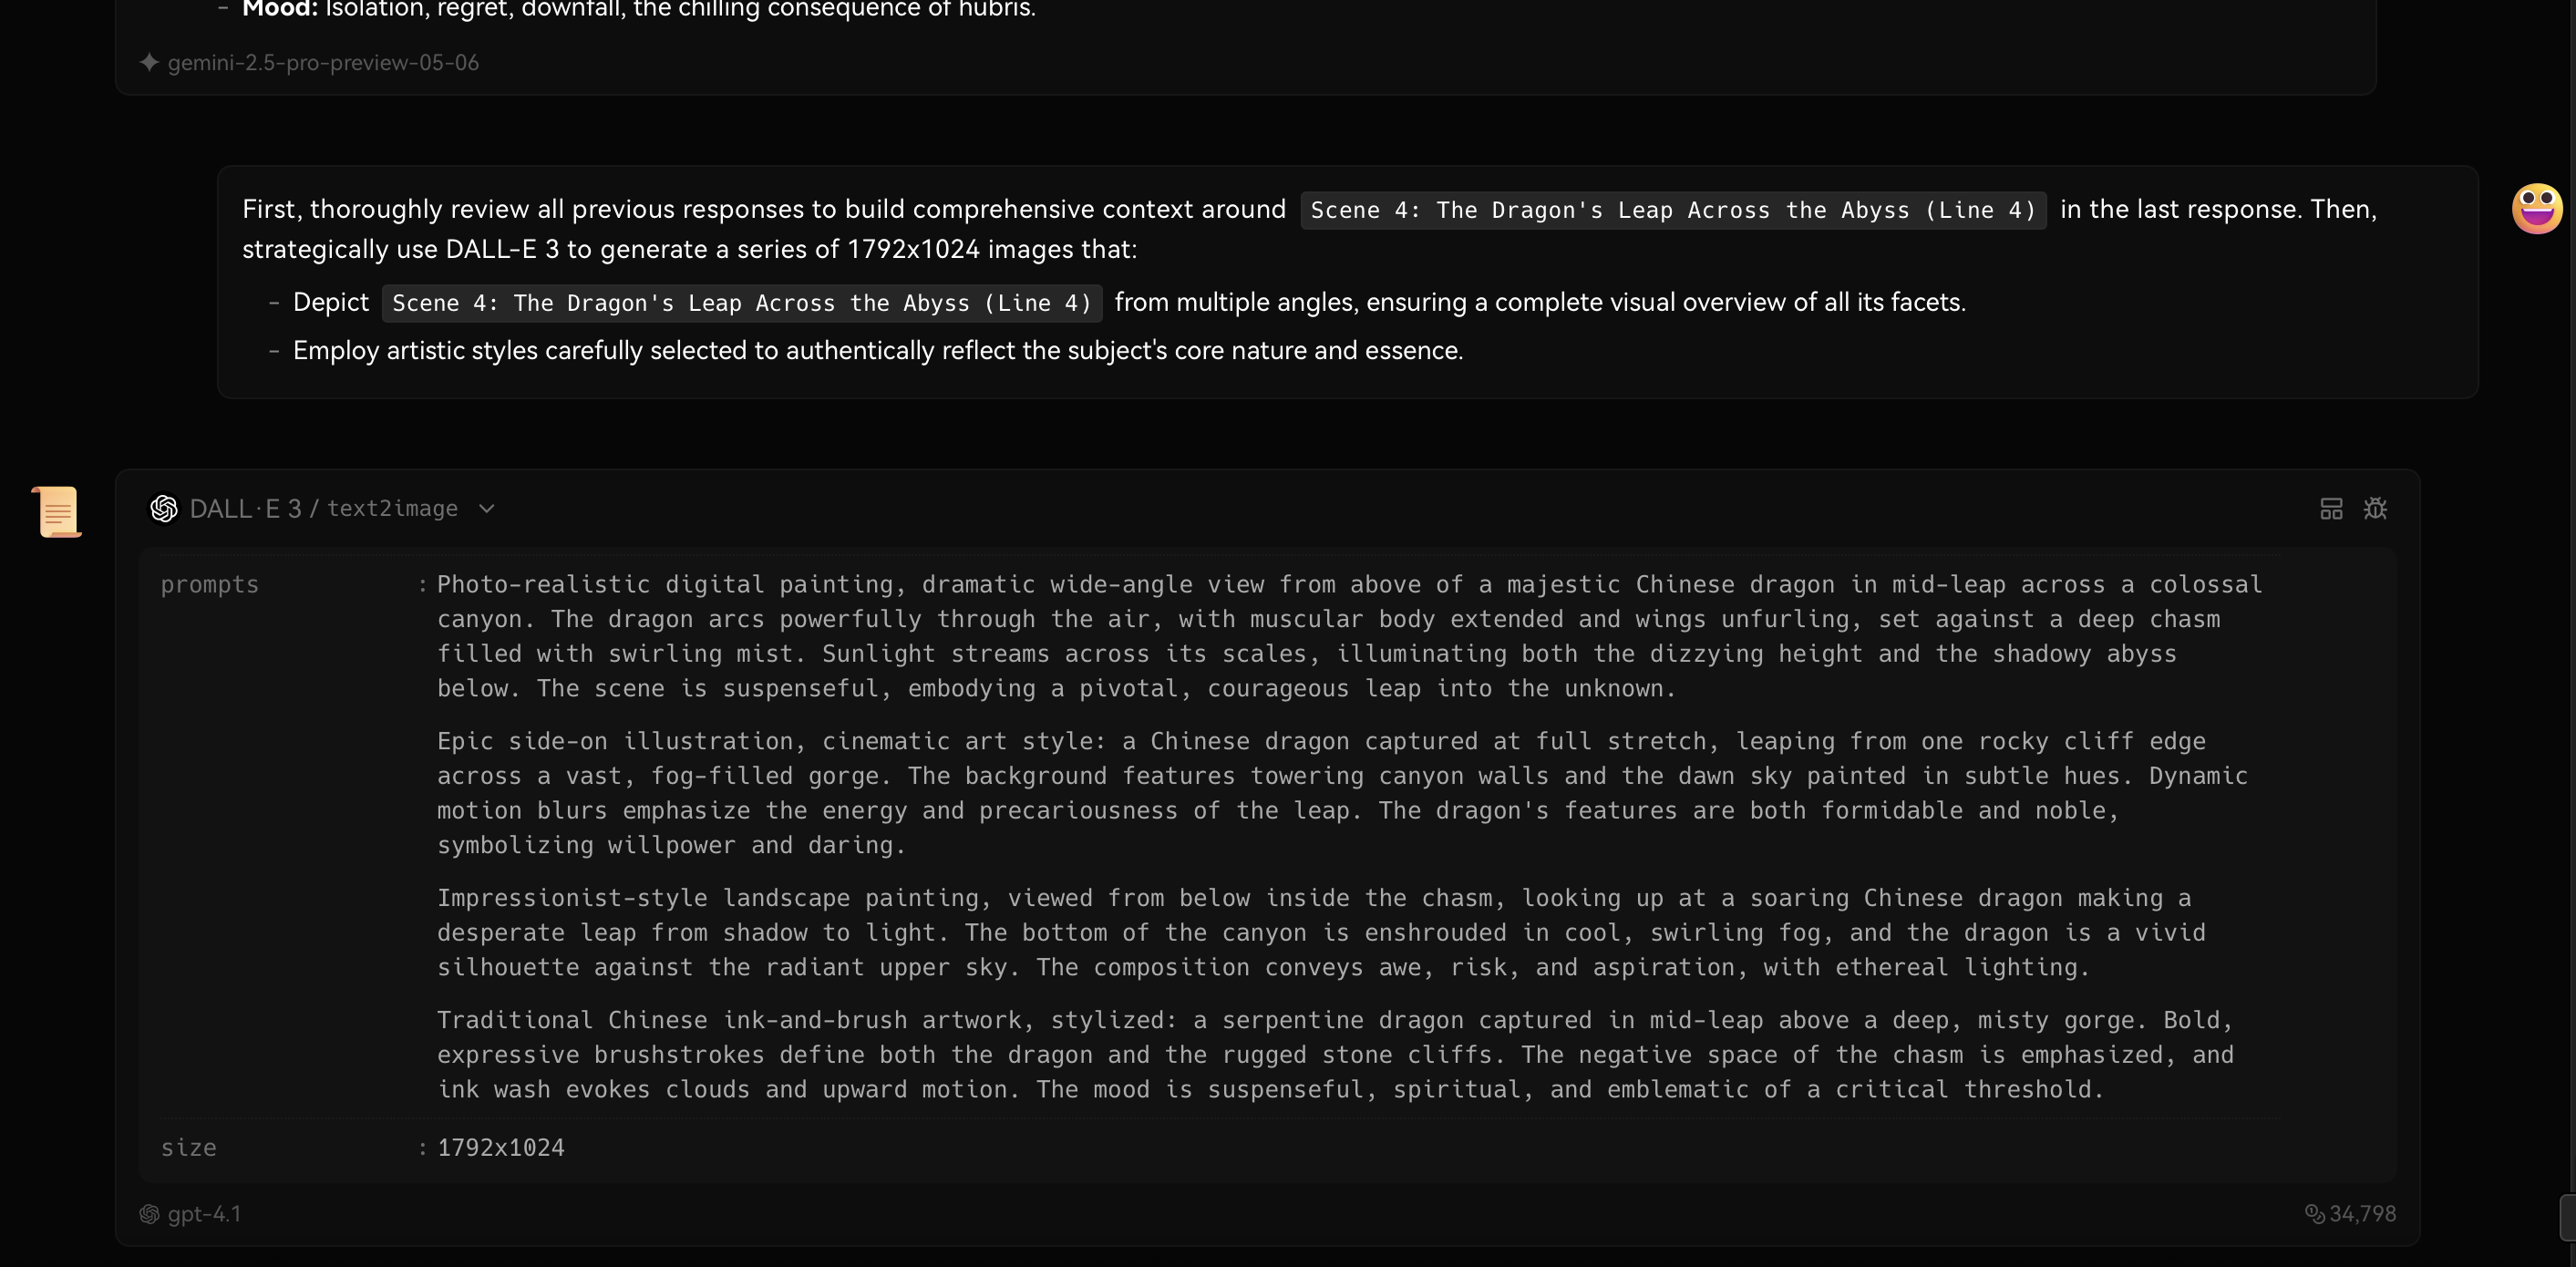 - Mood: Isolation, regret, downfall, the chilling consequence of hubris.
gemini-2.5-pro-preview-05-06
First, thoroughly review all previous responses to build comprehensive context around Scene 4: The Dragon's Leap Across the Abyss (Line 4) in the last response. Then,
strategically use DALL-E 3 to generate a series of 1792x1024 images that:
- Depict Scene 4: The Dragon's Leap Across the Abyss (Line 4) from multiple angles, ensuring a complete visual overview of all its facets.
- Employ artistic styles carefully selected to authentically reflect the subject's core nature and essence.
DALL·E 3 / text2image
prompts : Photo-realistic digital painting, dramatic wide-angle view from above of a majestic Chinese dragon in mid-leap across a colossal
canyon. The dragon arcs powerfully through the air, with muscular body extended and wings unfurling, set against a deep chasm
filled with swirling mist. Sunlight streams across its scales, illuminating both the dizzying height and the shadowy abyss
below. The scene is suspenseful, embodying a pivotal, courageous leap into the unknown.
Epic side-on illustration, cinematic art style: a Chinese dragon captured at full stretch, leaping from one rocky cliff edge
across a vast, fog-filled gorge. The background features towering canyon walls and the dawn sky painted in subtle hues. Dynamic
motion blurs emphasize the energy and precariousness of the leap. The dragon's features are both formidable and noble,
symbolizing willpower and daring.
Impressionist-style landscape painting, viewed from below inside the chasm, looking up at a soaring Chinese dragon making a
desperate leap from shadow to light. The bottom of the canyon is enshrouded in cool, swirling fog, and the dragon is a vivid
silhouette against the radiant upper sky. The composition conveys awe, risk, and aspiration, with ethereal lighting.
Traditional Chinese ink-and-brush artwork, stylized: a serpentine dragon captured in mid-leap above a deep, misty gorge. Bold,
expressive brushstrokes define both the dragon and the rugged stone cliffs. The negative space of the chasm is emphasized, and
ink wash evokes clouds and upward motion. The mood is suspenseful, spiritual, and emblematic of a critical threshold.
size : 1792x1024
gpt-4.1
34,798